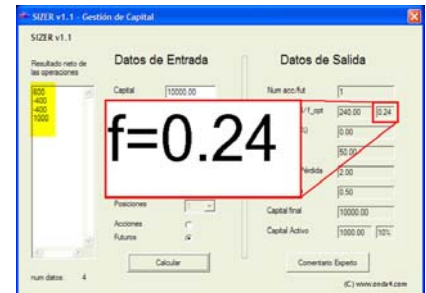 SIZER v1.1 - Gestión de Capital
SIZER v1.1
Resultado neto de
las operaciones
600
-400
-400
1000
num datos: 4
Datos de Entrada
Capital 10000.00
f=0.24
Posiciones 1
Acciones
Futuros
Calcular
Datos de Salida
Num acc/fut 1
/f_opt 240.00 0.24
0.00
50.00
Pérdida 2.00
0.50
Capital final 10000.00
Capital Activo 1000.00 10%
Comentario Experto
(C) www.onda4.com